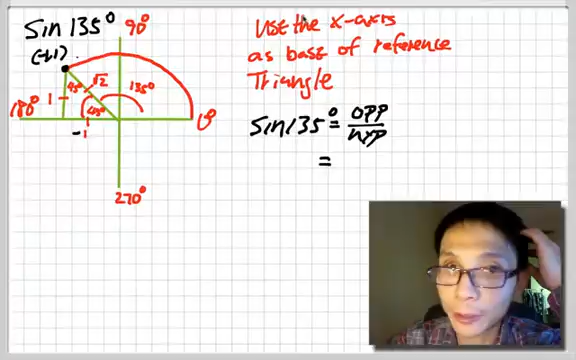 Sin 135°
(-1,1)
90°
√2
45°
135°
1
45°
180°
0°
-1
270°
Use the x-axis
as base of reference
Triangle
Sin 135° = OPP
HYP
=